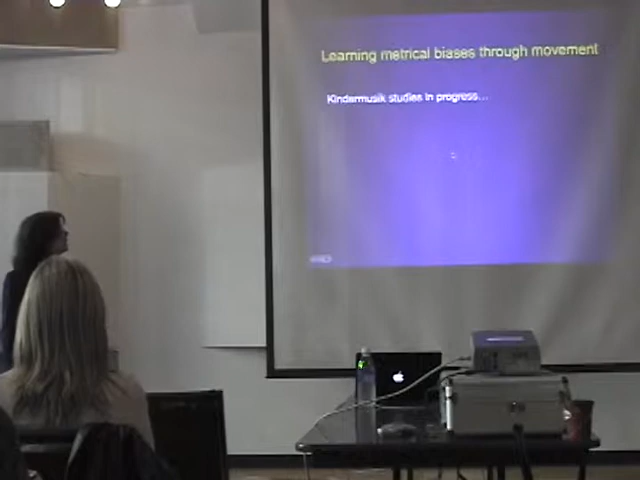 Learning metrical biases through movement
Kindermusik studies in progress...